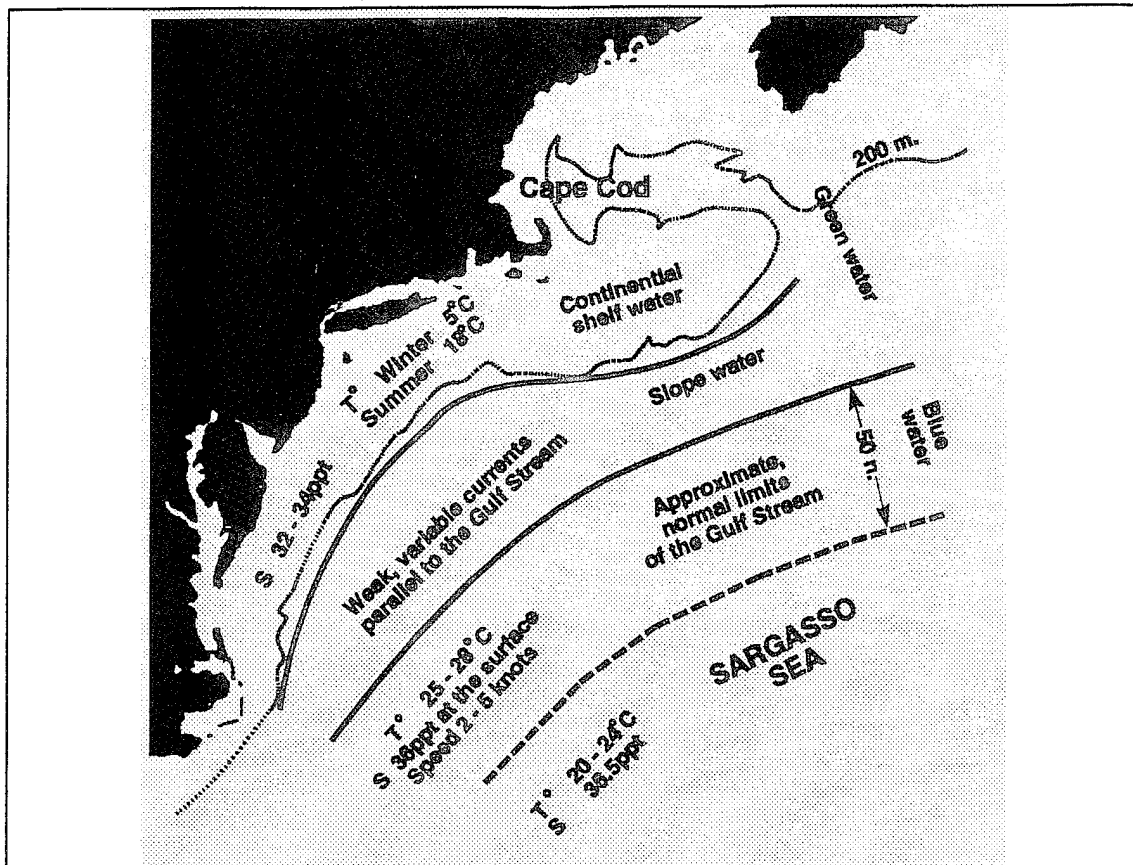 200 m.
Cape Cod
Green water
Continential
shelf water
T° Winter 5°C
Summer 18°C
Slope water
Blue
water
50 n.
S 32 - 34ppt
Weak, variable currents
parallel to the Gulf Stream
Approximate,
normal limits
of the Gulf Stream
SARGASSO
SEA
T° 25 - 28°C
S 36ppt at the surface
Speed 2 - 5 knots
T° 20 - 24°C
S 36.5ppt